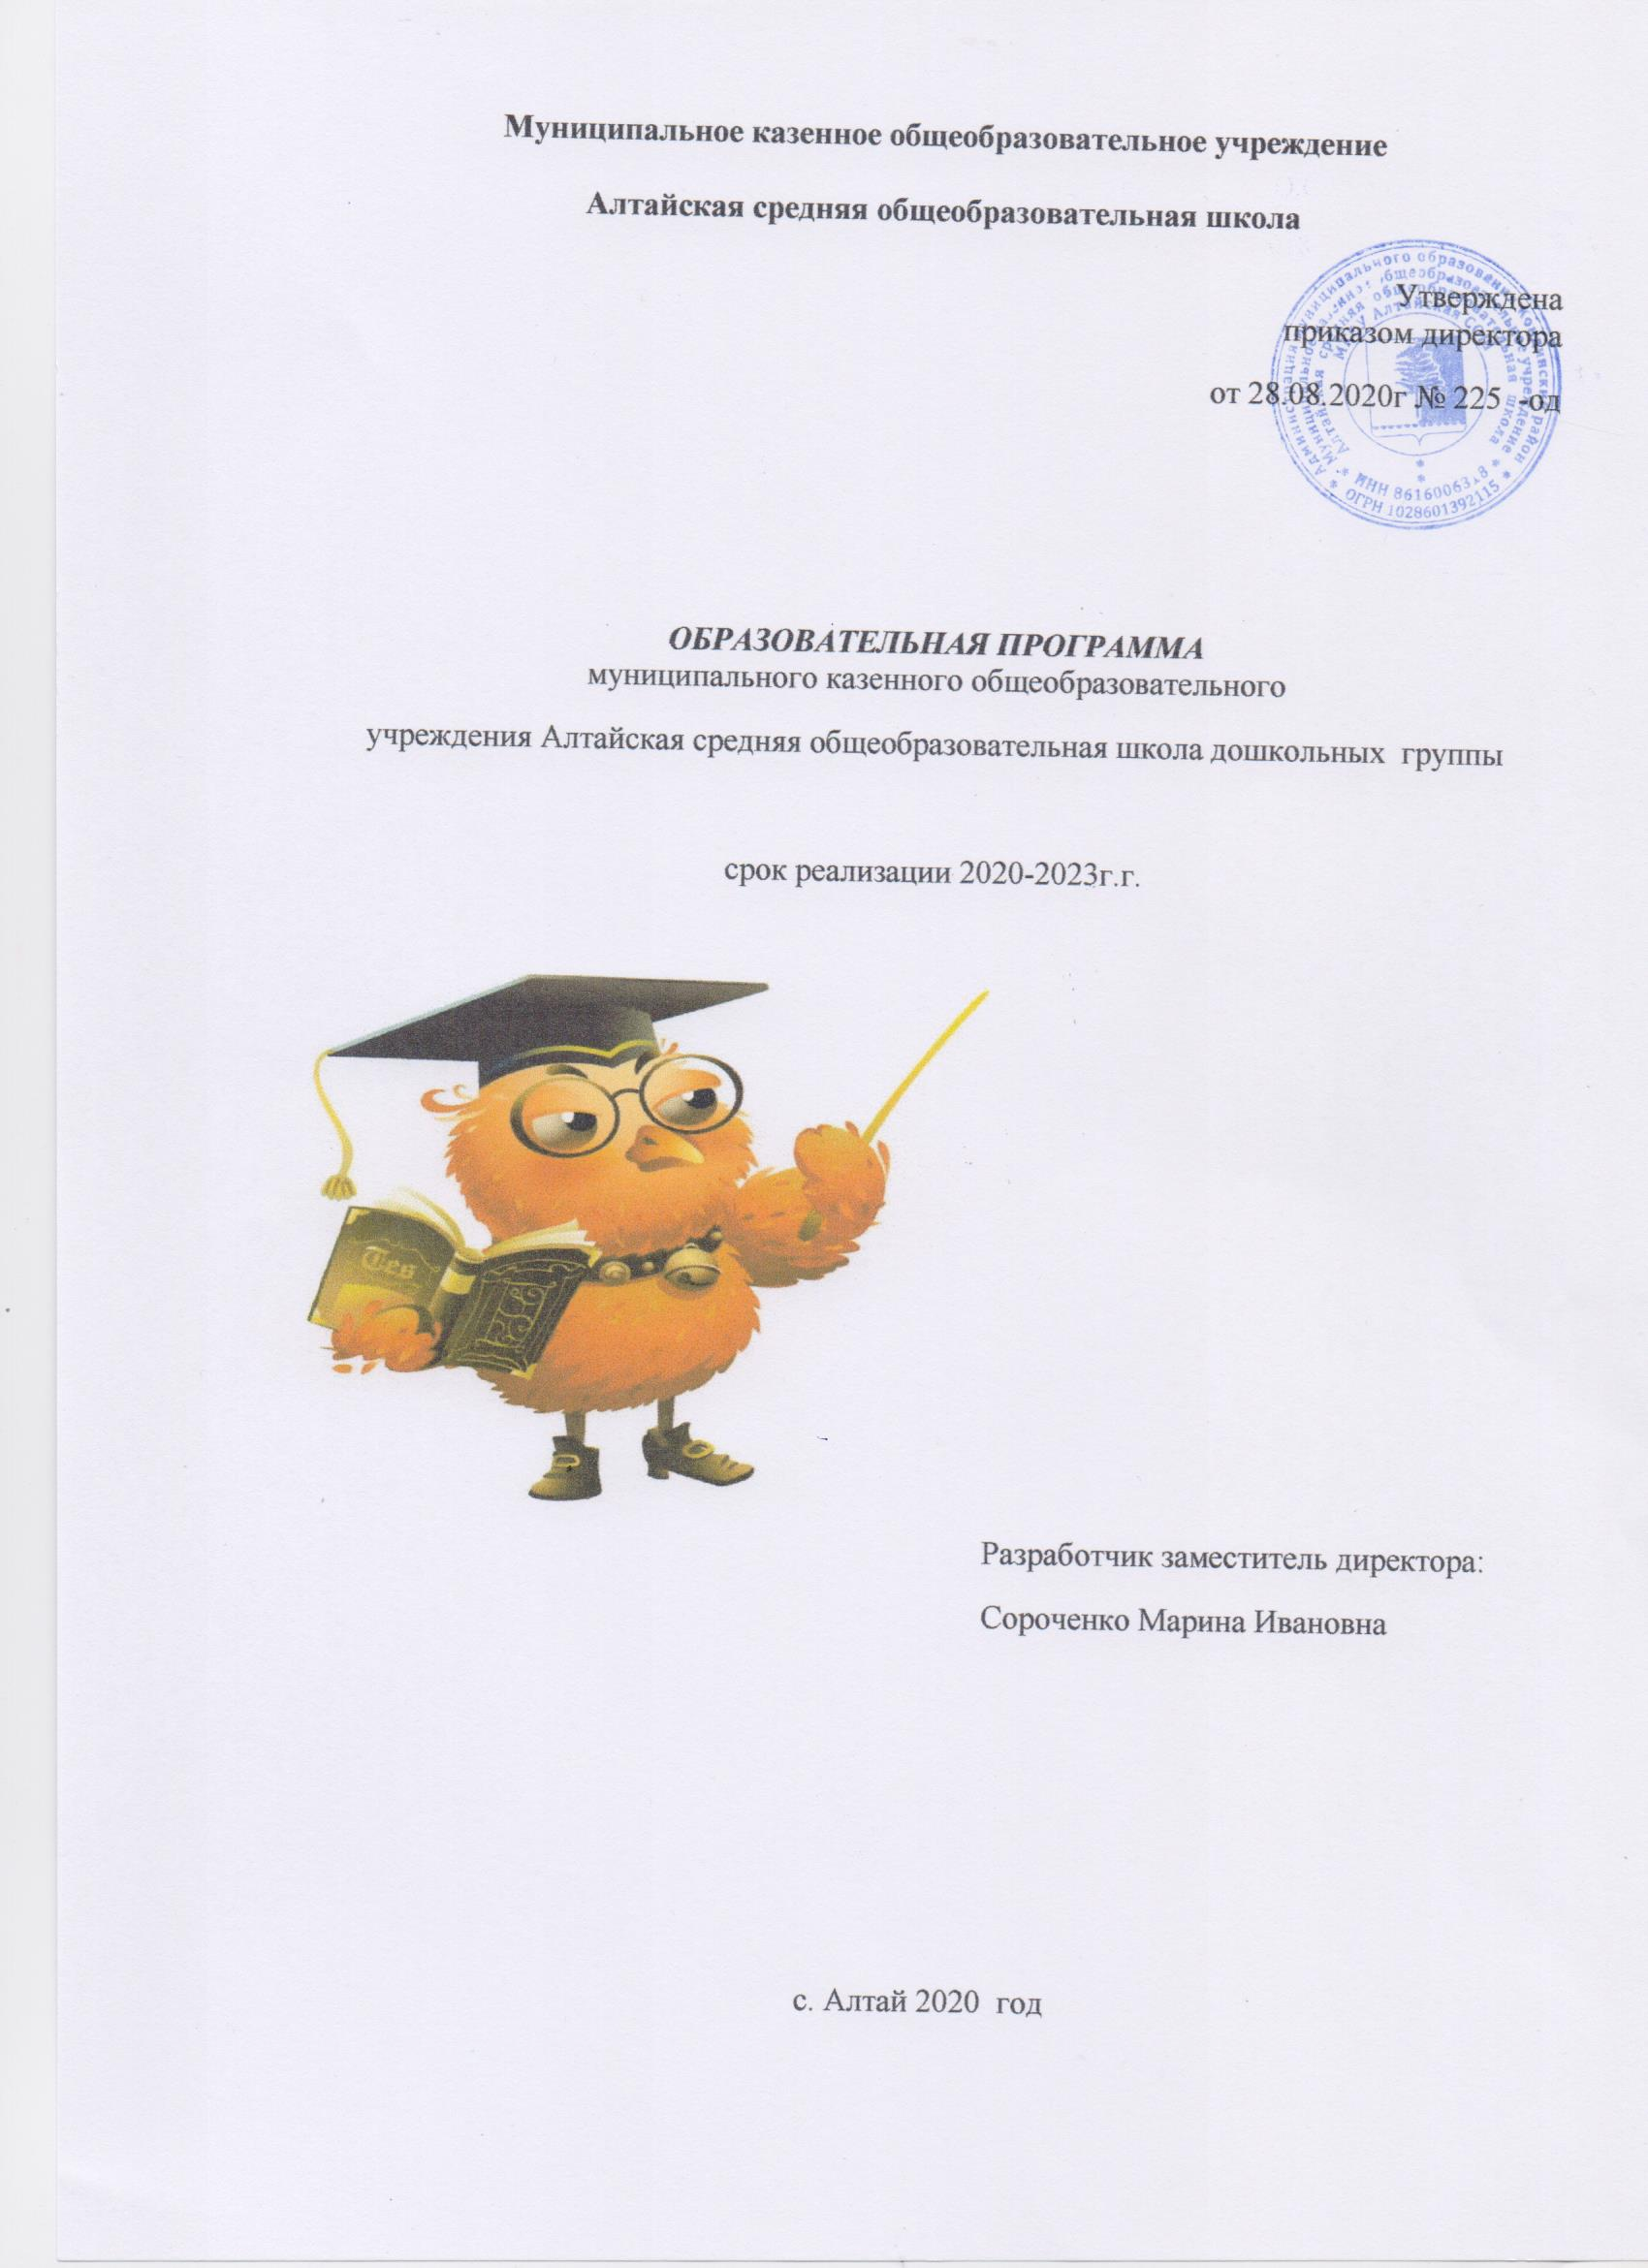 Муниципальное казенное общеобразовательное учреждение
Алтайская средняя общеобразовательная школа
Утверждена
приказом директора
от 28.08.2020г № 225  -од
ОГРН 1028601392115
ОБРАЗОВАТЕЛЬНАЯ ПРОГРАММА
муниципального казенного общеобразовательного
учреждения Алтайская средняя общеобразовательная школа дошкольных  группы
срок реализации 2020-2023г.г.
Разработчик заместитель директора:
Сороченко Марина Ивановна
с. Алтай 2020  год